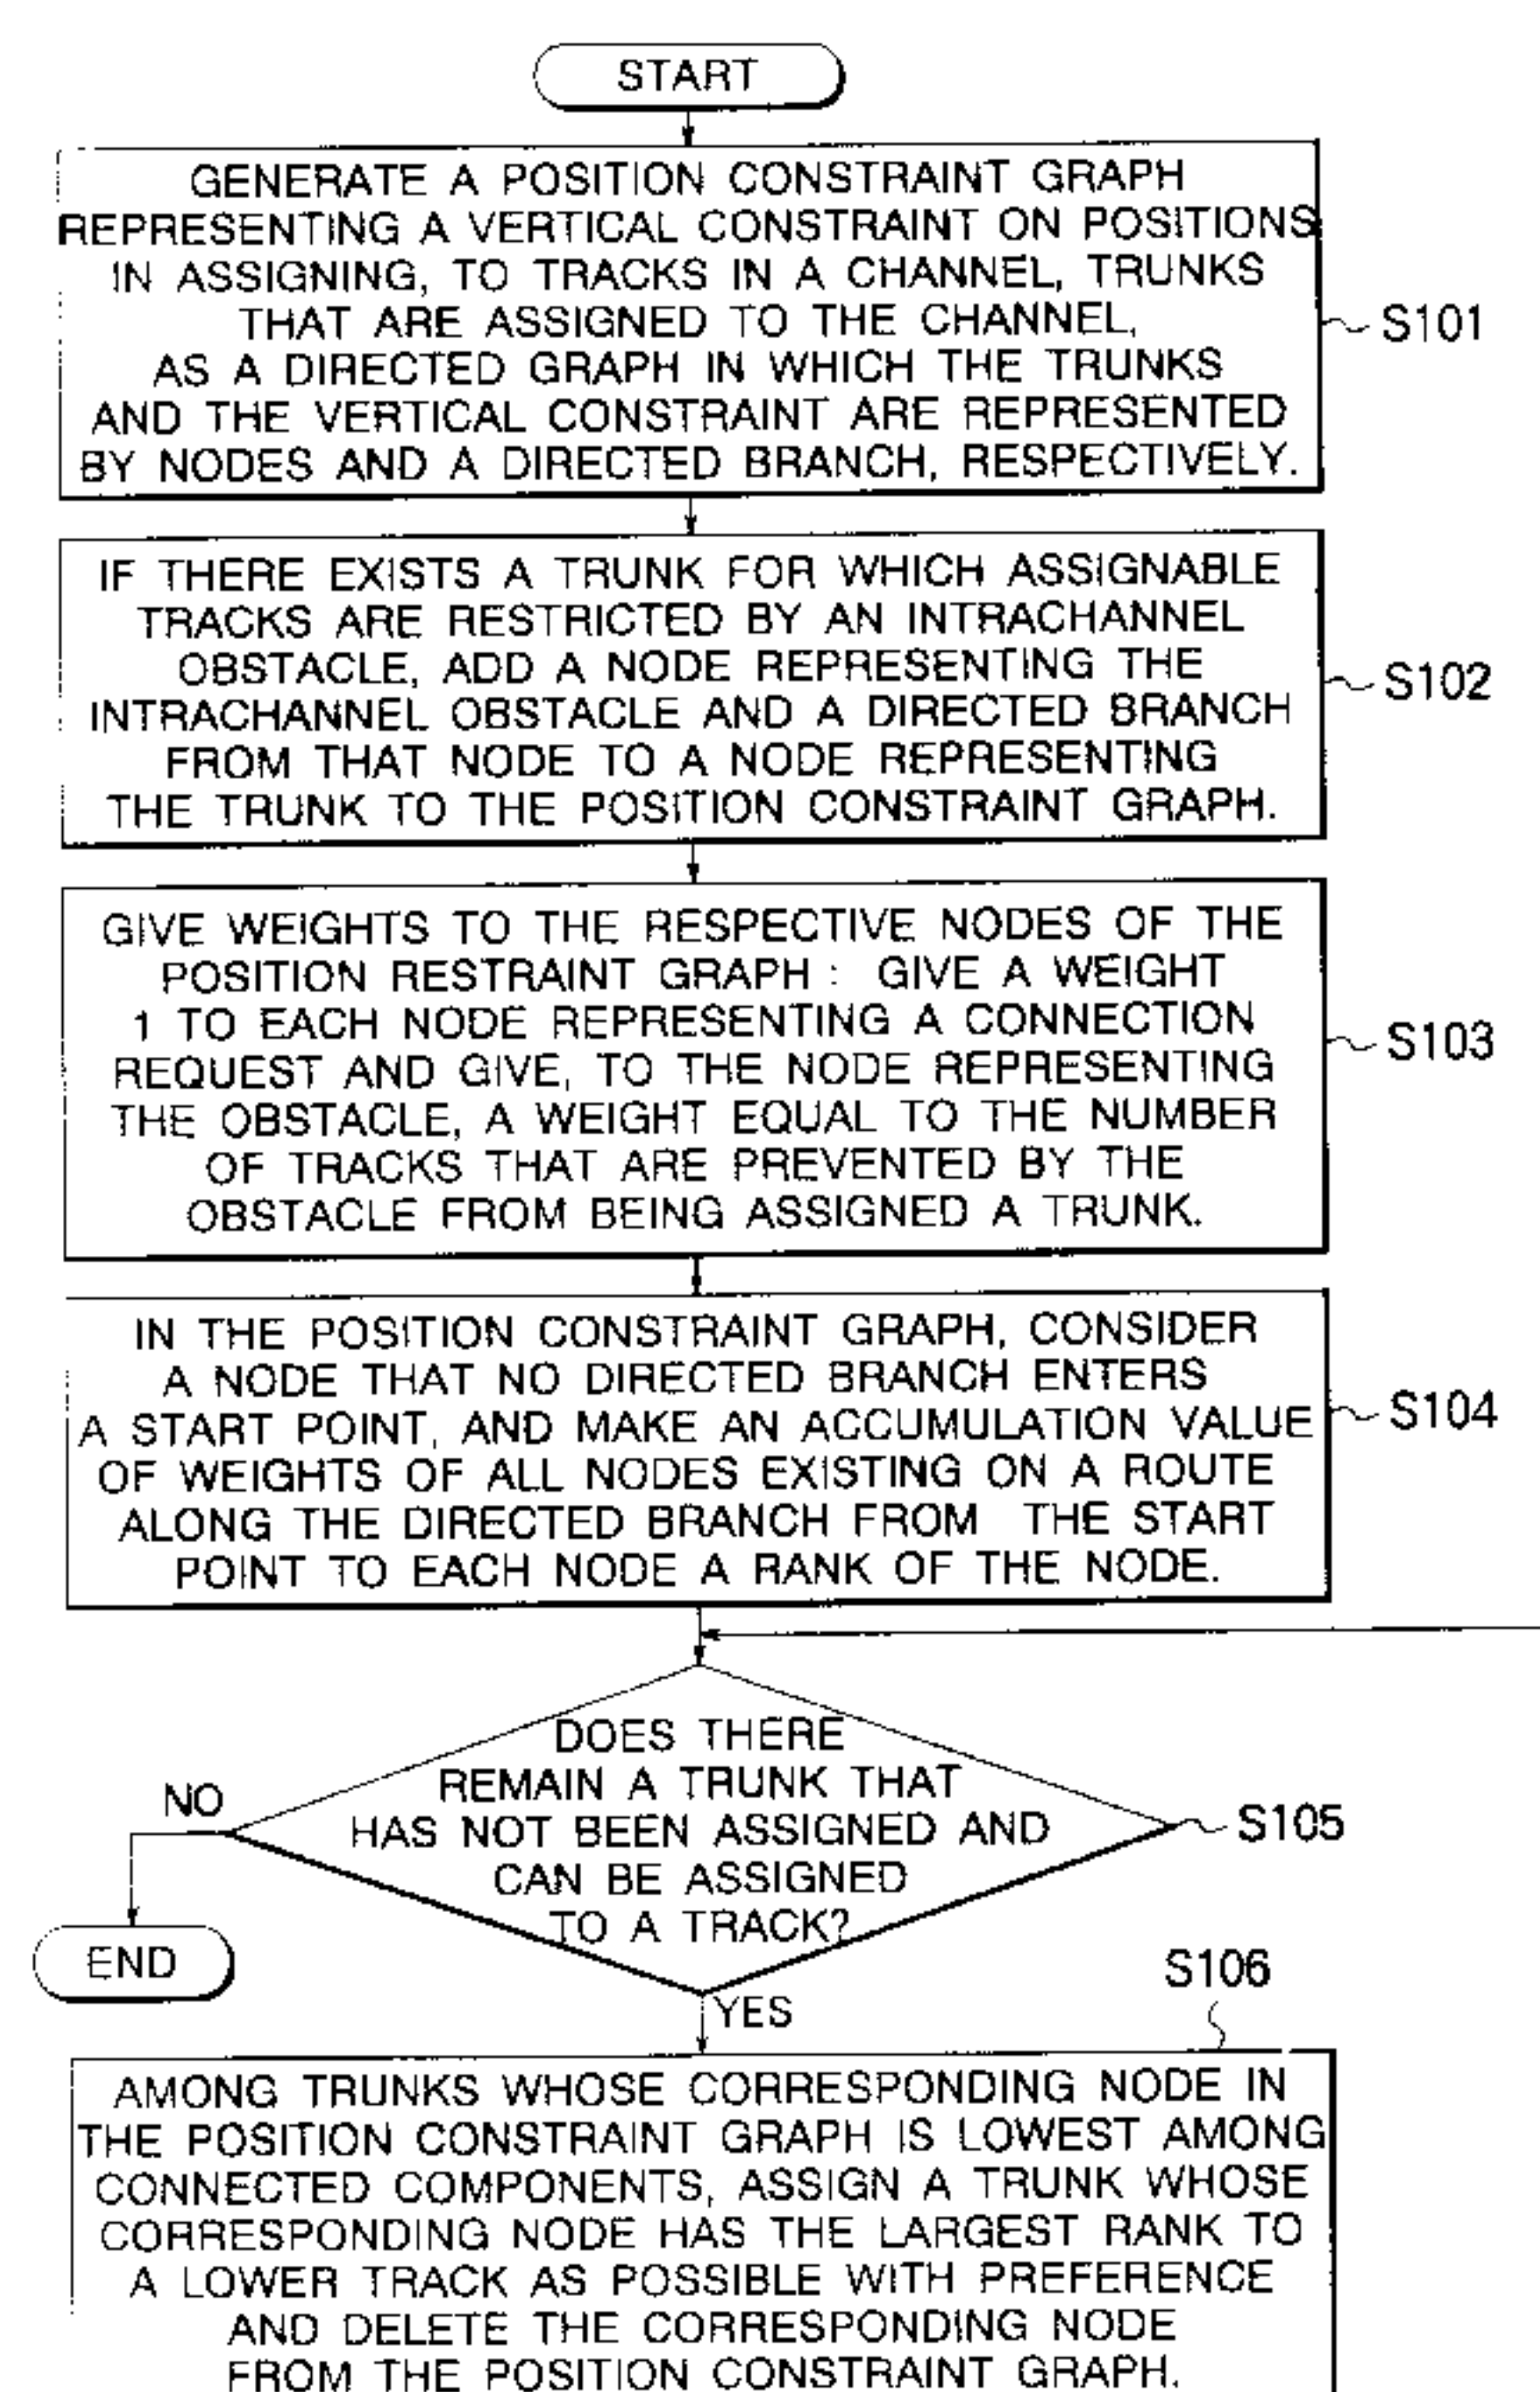 START
GENERATE A POSITION CONSTRAINT GRAPH
REPRESENTING A VERTICAL CONSTRAINT ON POSITIONS
IN ASSIGNING, TO TRACKS IN A CHANNEL, TRUNKS
THAT ARE ASSIGNED TO THE CHANNEL,
AS A DIRECTED GRAPH IN WHICH THE TRUNKS
AND THE VERTICAL CONSTRAINT ARE REPRESENTED
BY NODES AND A DIRECTED BRANCH, RESPECTIVELY.
S101
IF THERE EXISTS A TRUNK FOR WHICH ASSIGNABLE
TRACKS ARE RESTRICTED BY AN INTRACHANNEL
OBSTACLE, ADD A NODE REPRESENTING THE
INTRACHANNEL OBSTACLE AND A DIRECTED BRANCH
FROM THAT NODE TO A NODE REPRESENTING
THE TRUNK TO THE POSITION CONSTRAINT GRAPH.
S102
GIVE WEIGHTS TO THE RESPECTIVE NODES OF THE
POSITION RESTRAINT GRAPH : GIVE A WEIGHT
1 TO EACH NODE REPRESENTING A CONNECTION
REQUEST AND GIVE, TO THE NODE REPRESENTING
THE OBSTACLE, A WEIGHT EQUAL TO THE NUMBER
OF TRACKS THAT ARE PREVENTED BY THE
OBSTACLE FROM BEING ASSIGNED A TRUNK.
S103
IN THE POSITION CONSTRAINT GRAPH, CONSIDER
A NODE THAT NO DIRECTED BRANCH ENTERS
A START POINT, AND MAKE AN ACCUMULATION VALUE
OF WEIGHTS OF ALL NODES EXISTING ON A ROUTE
ALONG THE DIRECTED BRANCH FROM THE START
POINT TO EACH NODE A RANK OF THE NODE.
S104
DOES THERE
REMAIN A TRUNK THAT
HAS NOT BEEN ASSIGNED AND
CAN BE ASSIGNED
TO A TRACK?
S105
NO
END
YES
S106
AMONG TRUNKS WHOSE CORRESPONDING NODE IN
THE POSITION CONSTRAINT GRAPH IS LOWEST AMONG
CONNECTED COMPONENTS, ASSIGN A TRUNK WHOSE
CORRESPONDING NODE HAS THE LARGEST RANK TO
A LOWER TRACK AS POSSIBLE WITH PREFERENCE
AND DELETE THE CORRESPONDING NODE
FROM THE POSITION CONSTRAINT GRAPH.